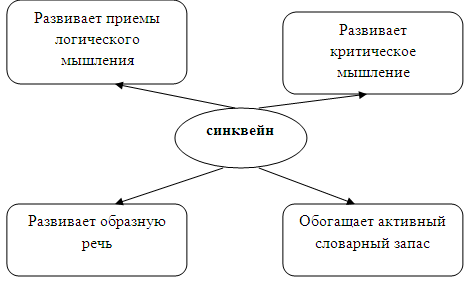 Развивает приемы
логического
мышления
Развивает
критическое
мышление
синквейн
Развивает образную
речь
Обогащает активный
словарный запас